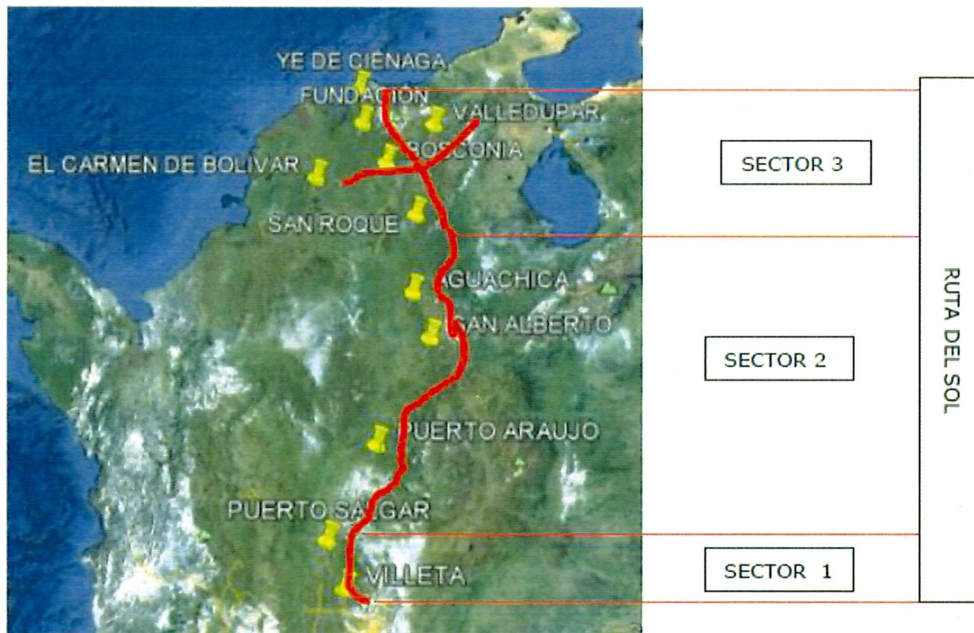 YE DE CIENAGA
FUNDACION
VALLEDUPAR
BOSCONIA
EL CARMEN DE BOLIVAR
SAN ROQUE
AGUACHICA
SAN ALBERTO
PUERTO ARAUJO
PUERTO SALGAR
VILLETA
SECTOR 3
SECTOR 2
SECTOR 1
RUTA DEL SOL